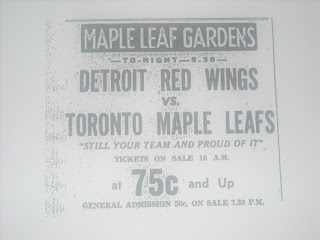 MAPLE LEAF GARDENS
—TO-NIGHT—8.30—
DETROIT RED WINGS
VS.
TORONTO MAPLE LEAFS
"STILL YOUR TEAM AND PROUD OF IT"
TICKETS ON SALE 10 A.M.
at 75c and Up
GENERAL ADMISSION 50c, ON SALE 7.30 P.M.